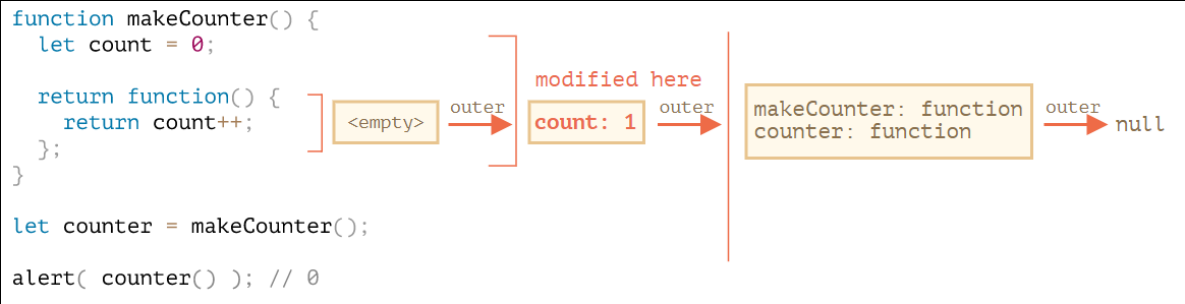 function makeCounter() {
let count = 0;
return function() {
return count++;
};
}
let counter = makeCounter();
alert( counter() ); // 0
<empty>
outer
modified here
count: 1
outer
makeCounter: function
counter: function
outer
null